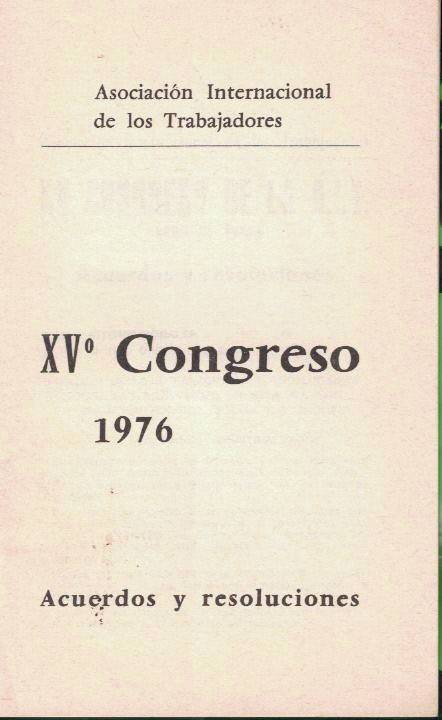 Asociación Internacional
de los Trabajadores
XVº Congreso
1976
Acuerdos y resoluciones